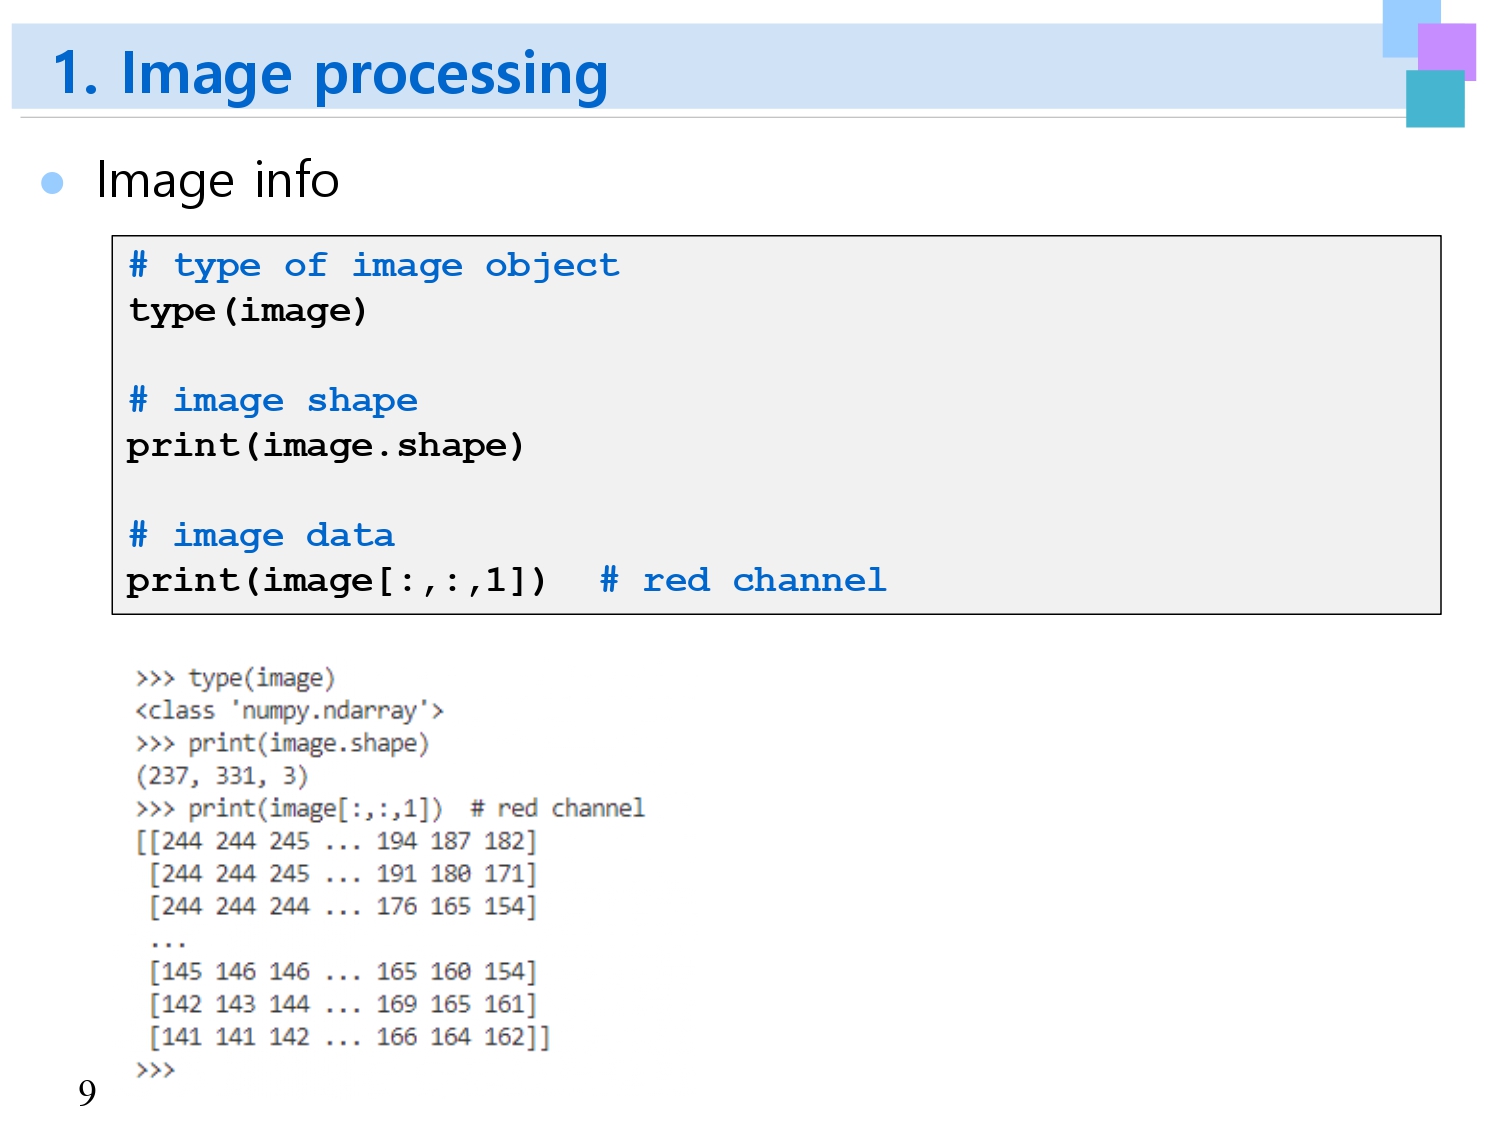 1. Image processing
Image info
# type of image object
type(image)
# image shape
print(image.shape)
# image data
print(image[:,:,1])  # red channel
>>> type(image)
<class 'numpy.ndarray'>
>>> print(image.shape)
(237, 331, 3)
>>> print(image[:,:,1])  # red channel
[[244 244 245 ... 194 187 182]
 [244 244 245 ... 191 180 171]
 [244 244 244 ... 176 165 154]
 ...
 [145 146 146 ... 165 160 154]
 [142 143 144 ... 169 165 161]
 [141 141 142 ... 166 164 162]]
>>>
9